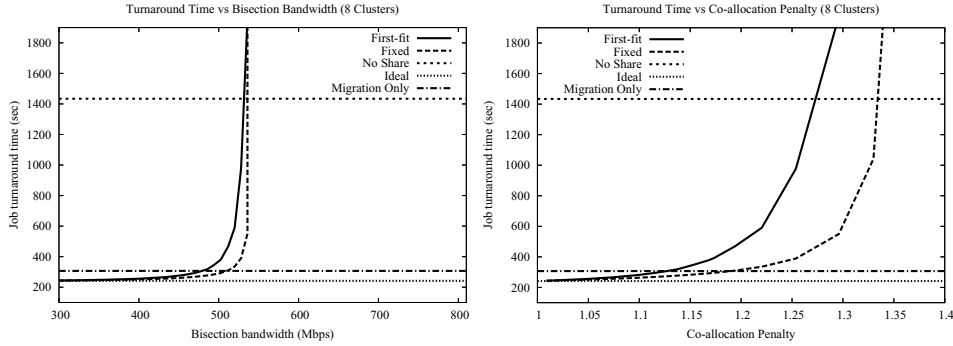 Turnaround Time vs Bisection Bandwidth (8 Clusters)
1800
1600
1400
1200
1000
800
600
400
200
Job turnaround time (sec)
First-fit
Fixed
No Share
Ideal
Migration Only
300
400
500
600
700
800
Bisection bandwidth (Mbps)
Turnaround Time vs Co-allocation Penalty (8 Clusters)
1800
1600
1400
1200
1000
800
600
400
200
Job turnaround time (sec)
First-fit
Fixed
No Share
Ideal
Migration Only
1
1.05
1.1
1.15
1.2
1.25
1.3
1.35
1.4
Co-allocation Penalty